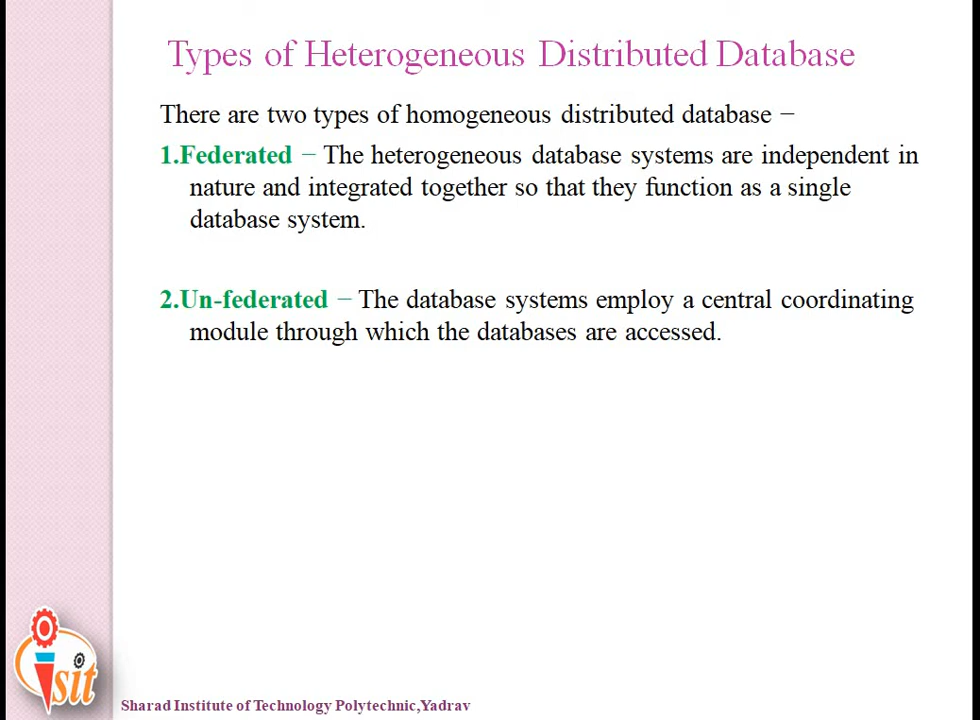 Types of Heterogeneous Distributed Database
There are two types of homogeneous distributed database −
1.Federated − The heterogeneous database systems are independent in
nature and integrated together so that they function as a single
database system.
2.Un-federated − The database systems employ a central coordinating
module through which the databases are accessed.
sit
Sharad Institute of Technology Polytechnic,Yadrav